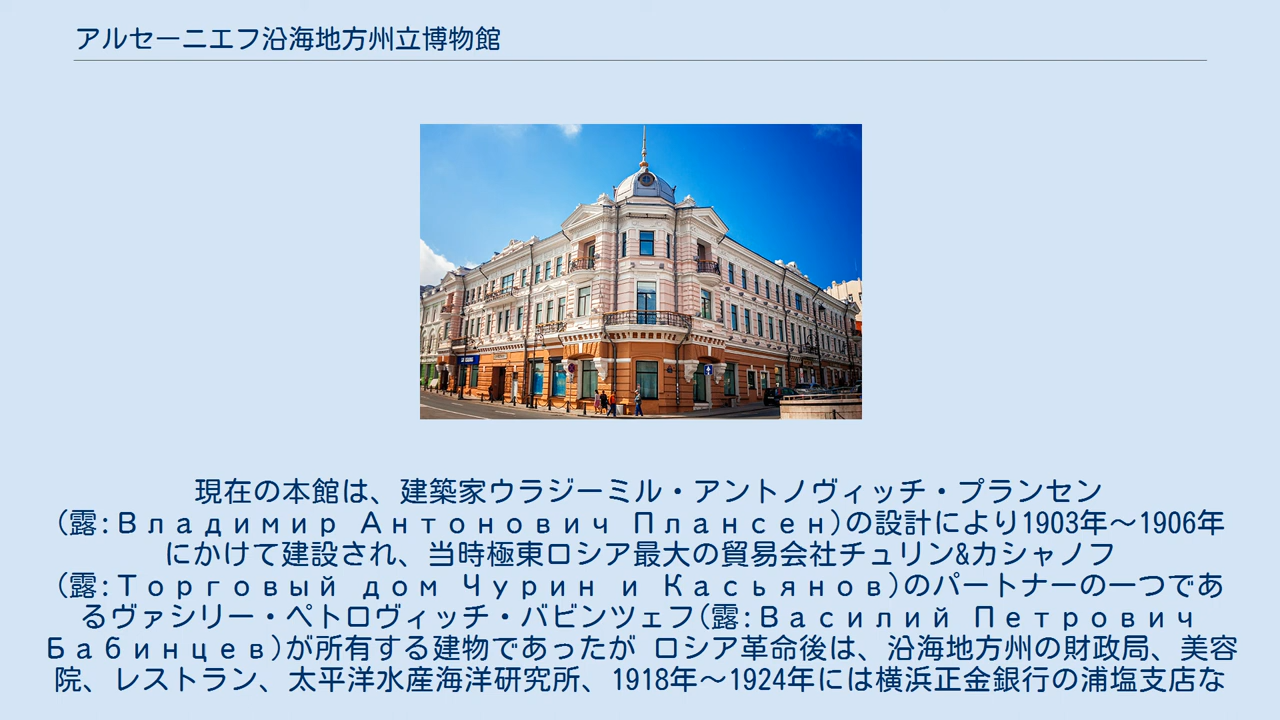 アルセーニエフ沿海地方州立博物館
現在の本館は、建築家ウラジーミル・アントノヴィッチ・プランセン
(露:Владимир Антонович Плансен)の設計により1903年～1906年
にかけて建設され、当時極東ロシア最大の貿易会社チュリン&カシャノフ
(露:Торговый дом Чурин и Касьянов)のパートナーの一つであ
るヴァシリー・ペトロヴィッチ・バビンツェフ(露:Василий Петрович
Бабинцев)が所有する建物であったが ロシア革命後は、沿海地方州の財政局、美容
院、レストラン、太平洋水産海洋研究所、1918年～1924年には横浜正金銀行の浦塩支店な